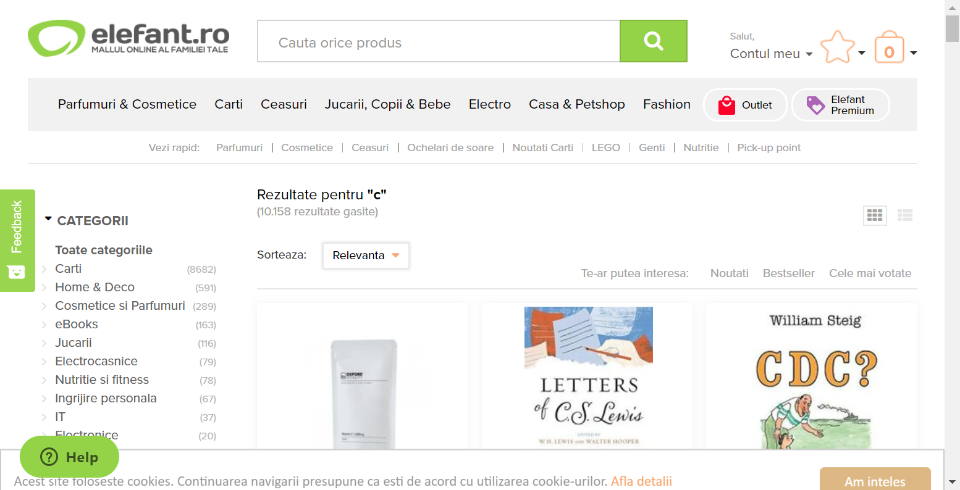 elefant.ro
MALLUL ONLINE AL FAMILIEI TALE
Cauta orice produs
Salut,
Contul meu
0
Parfumuri & Cosmetice Carti Ceasuri Jucarii, Copii & Bebe Electro Casa & Petshop Fashion Outlet Elefant Premium
Vezi rapid: Parfumuri | Cosmetice | Ceasuri | Ochelari de soare | Noutati Carti | LEGO | Genti | Nutritie | Pick-up point
Feedback
CATEGORII
Toate categoriile
Carti (8682)
Home & Deco (591)
Cosmetice si Parfumuri (289)
eBooks (163)
Jucarii (116)
Electrocasnice (79)
Nutritie si fitness (78)
Ingrijire personala (67)
IT (37)
Electronice (20)
Rezultate pentru "c"
(10.158 rezultate gasite)
Sorteaza: Relevanta
Te-ar putea interesa: Noutati Bestseller Cele mai votate
LETTERS
of C.S. Lewis
EDITED BY
W. H. LEWIS AND WALTER HOOPER
William Steig
CDC?
Help
Acest site foloseste cookies. Continuarea navigarii presupune ca esti de acord cu utilizarea cookie-urilor. Afla detalii
Am inteles